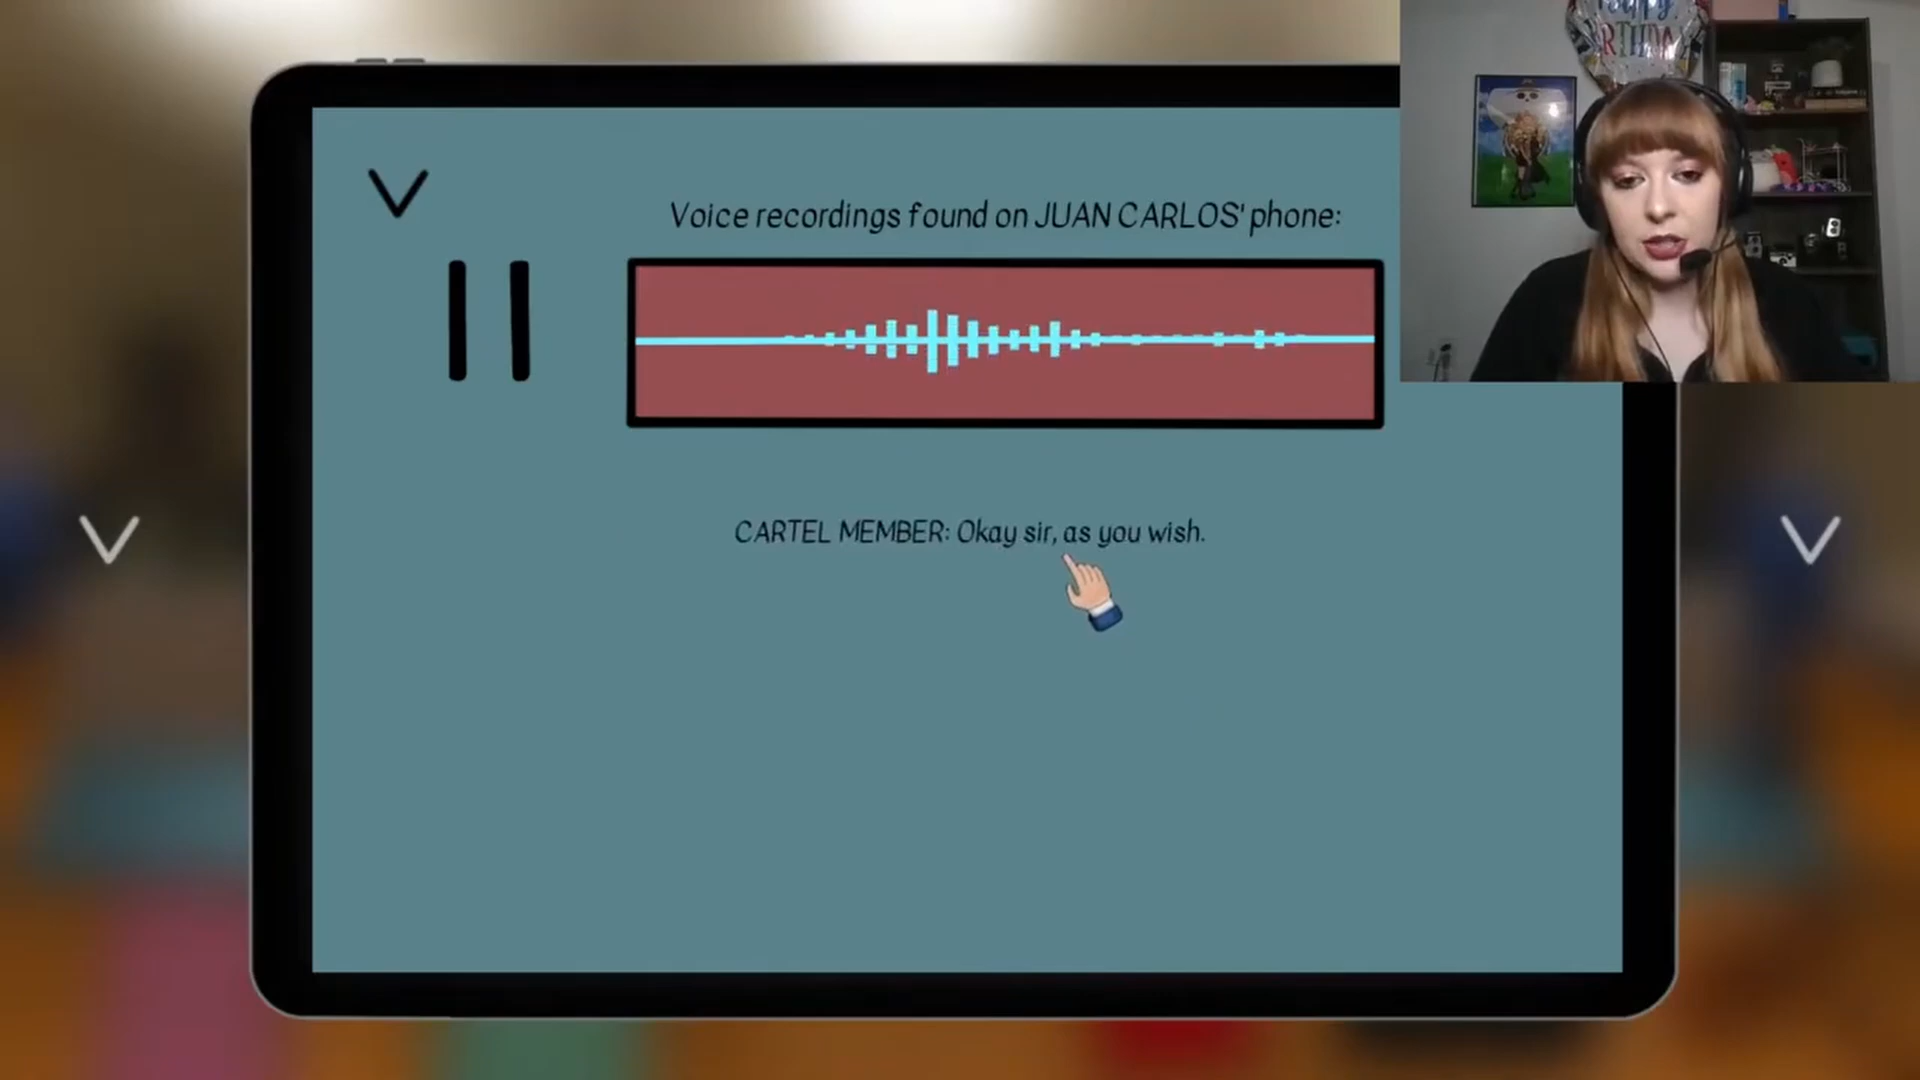 Voice recordings found on JUAN CARLOS' phone:
CARTEL MEMBER: Okay sir, as you wish.